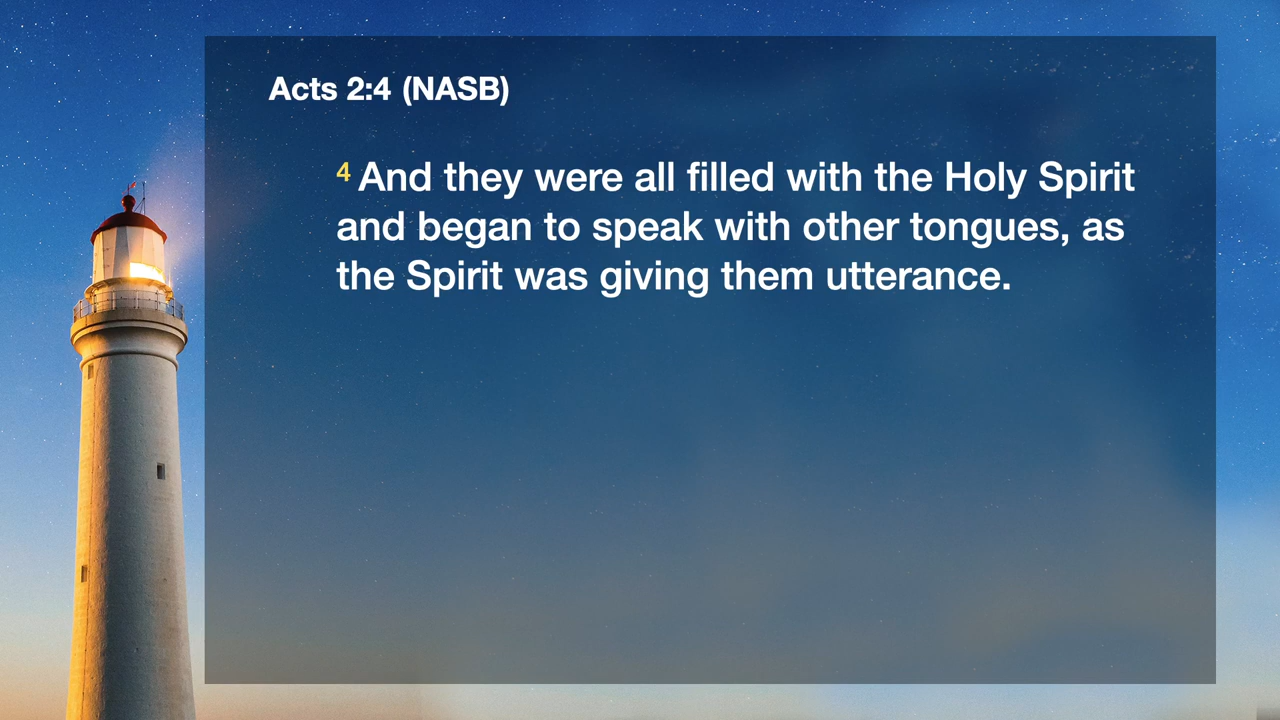 Acts 2:4 (NASB)
4 And they were all filled with the Holy Spirit
and began to speak with other tongues, as
the Spirit was giving them utterance.